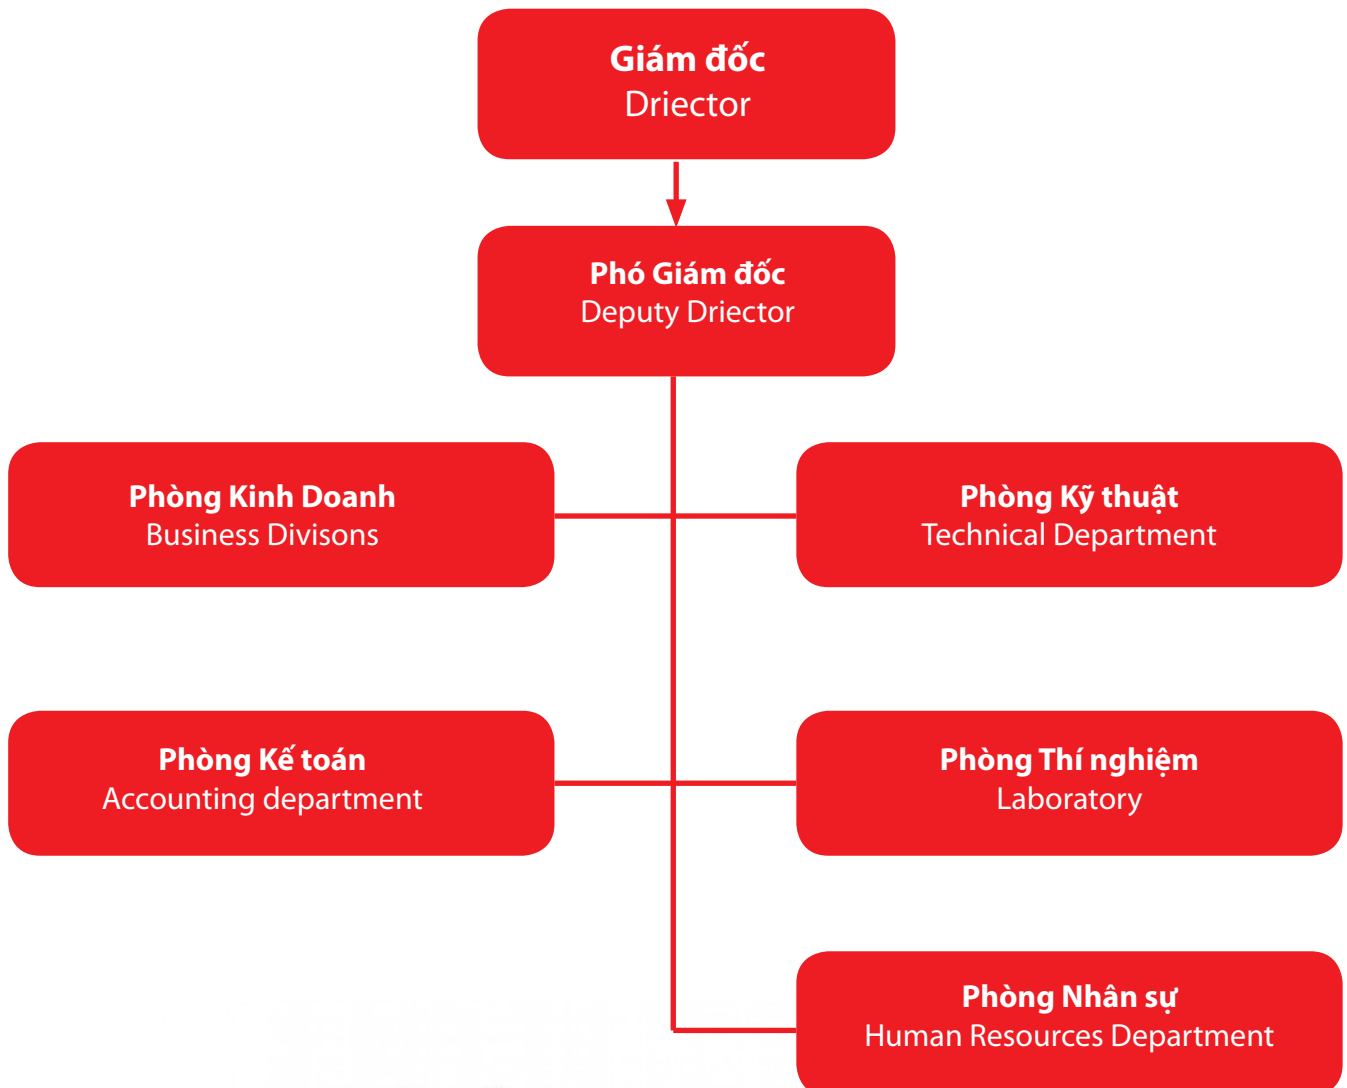 Giám đốc
Driector
Phó Giám đốc
Deputy Driector
Phòng Kinh Doanh
Business Divisons
Phòng Kỹ thuật
Technical Department
Phòng Kế toán
Accounting department
Phòng Thí nghiệm
Laboratory
Phòng Nhân sự
Human Resources Department